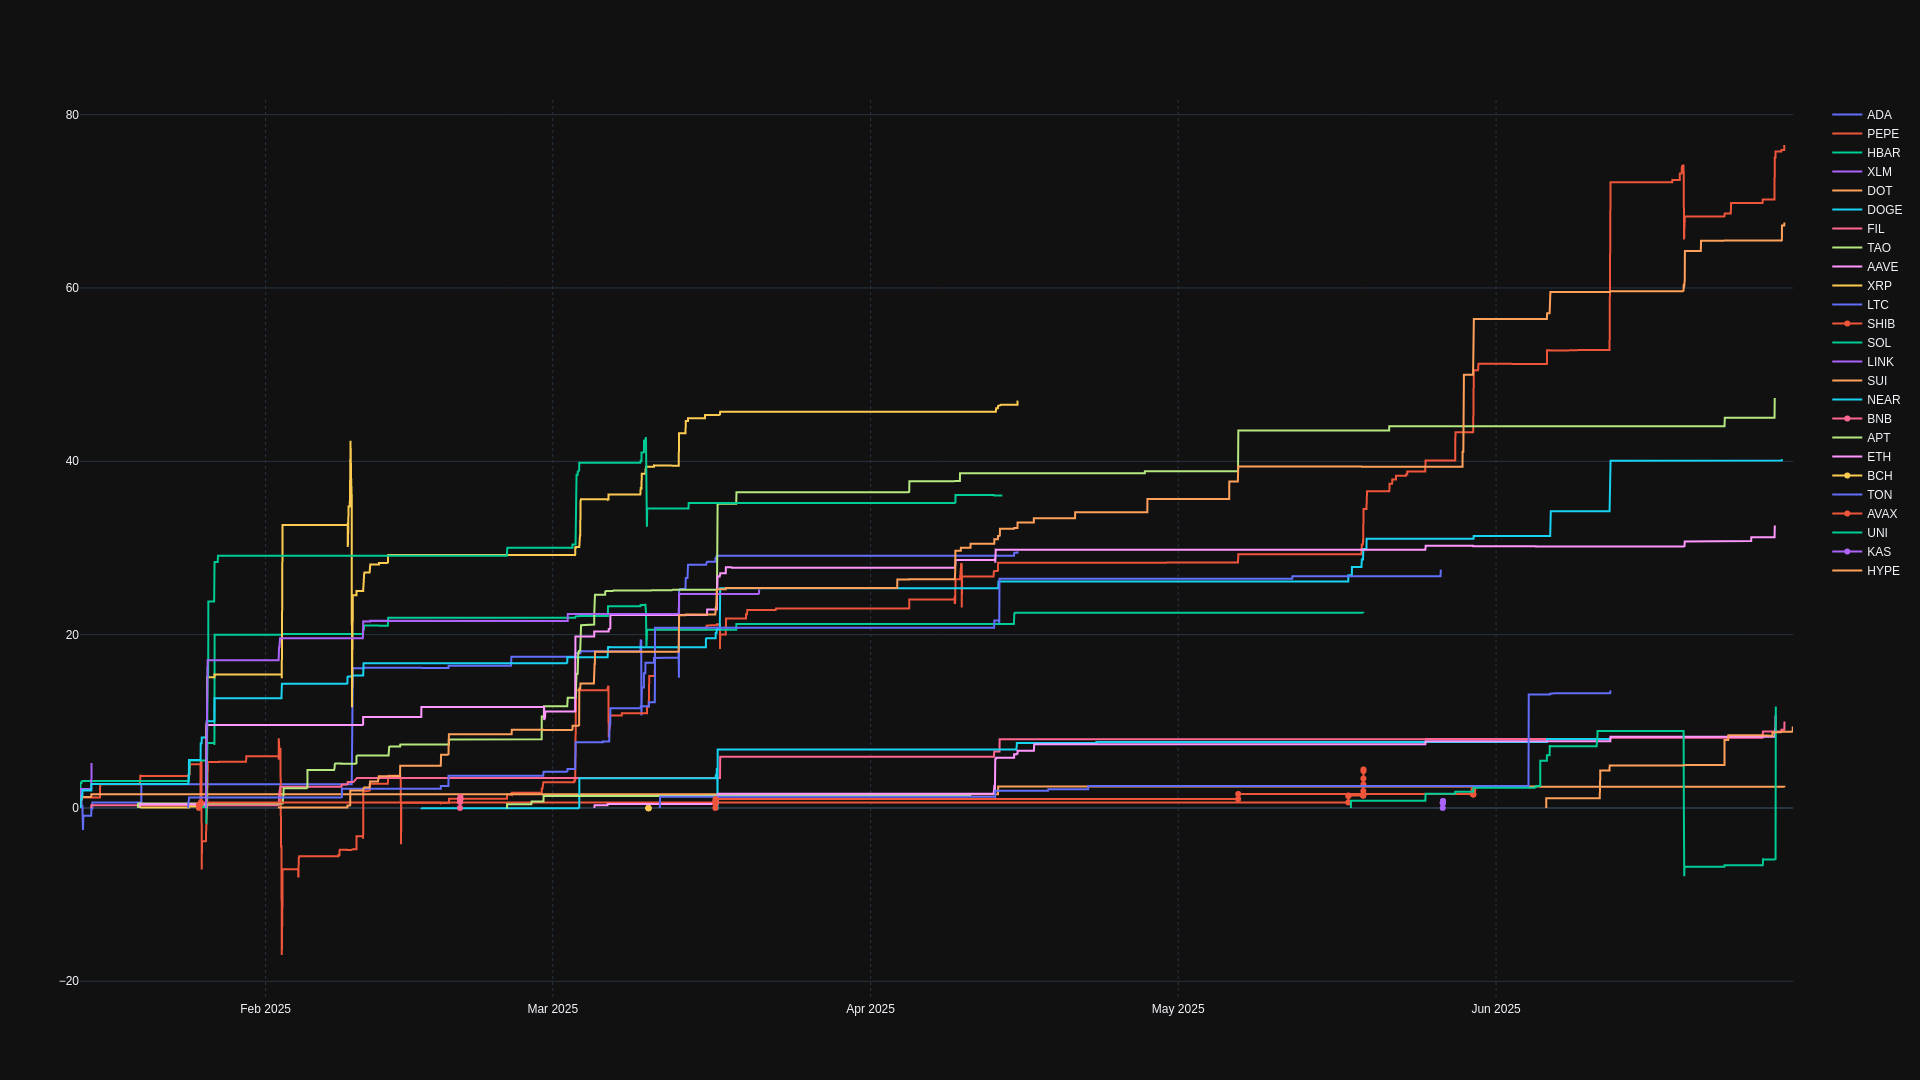 80
60
40
20
0
−20
Feb 2025
Mar 2025
Apr 2025
May 2025
Jun 2025
ADA
PEPE
HBAR
XLM
DOT
DOGE
FIL
TAO
AAVE
XRP
LTC
SHIB
SOL
LINK
SUI
NEAR
BNB
APT
ETH
BCH
TON
AVAX
UNI
KAS
HYPE